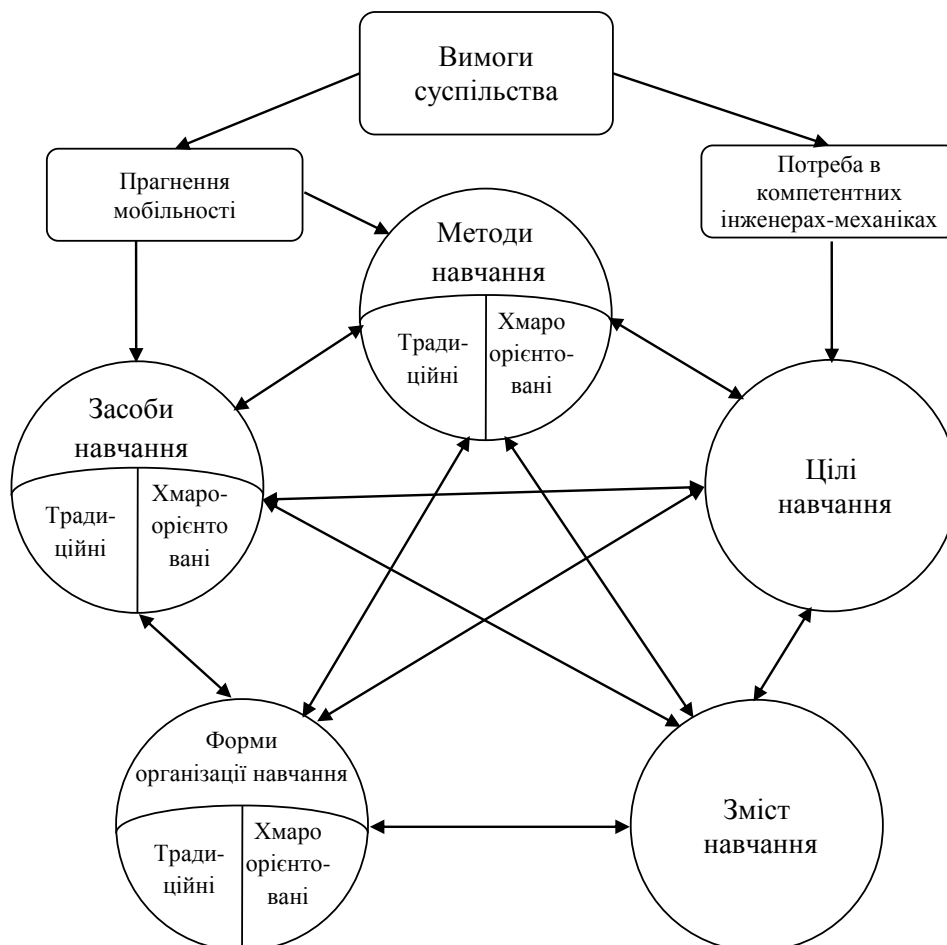 Вимоги
суспільства
Прагнення
мобільності
Потреба в
компетентних
інженерах-механіках
Методи
навчання
Тради-
ційні
Хмаро
орієнто-
вані
Засоби
навчання
Тради-
ційні
Хмаро-
орієнто
вані
Цілі
навчання
Форми
організації навчання
Тради-
ційні
Хмаро
орієнто-
вані
Зміст
навчання